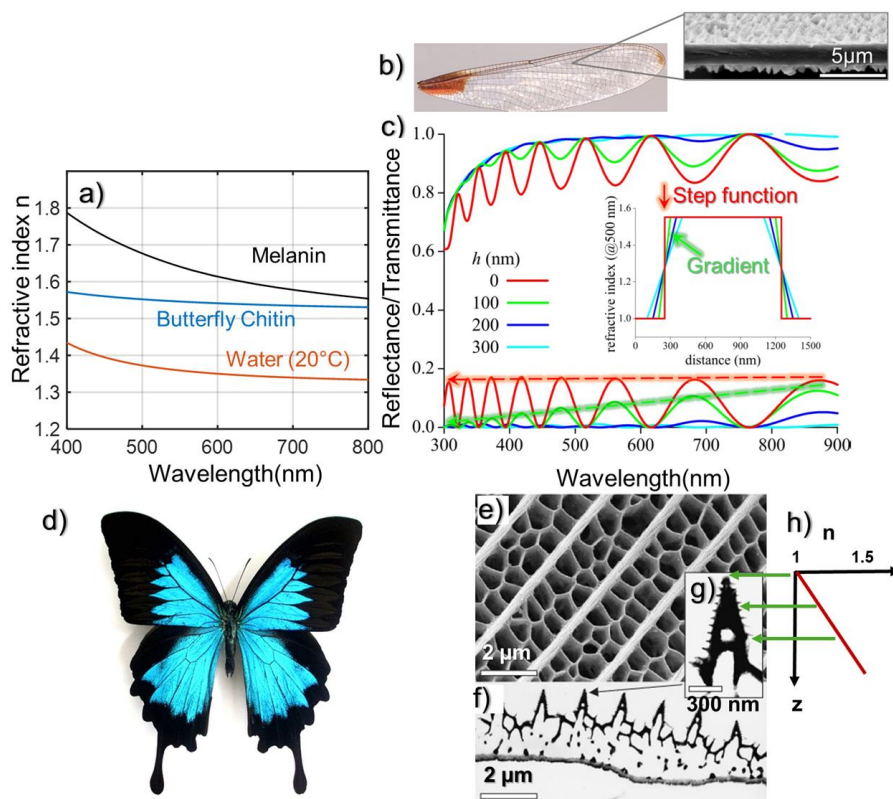 a)
Refractive index n
1.8
1.7
1.6
1.5
1.4
1.3
1.2
Melanin
Butterfly Chitin
Water (20°C)
400 500 600 700 800
Wavelength(nm)
b)
5µm
c)
Reflectance/Transmittance
1.0
0.8
0.6
0.4
0.2
0.0
h (nm)
0
100
200
300
Step function
Gradient
refractive index (@500 nm)
1.6
1.4
1.2
1.0
0 300 600 900 1200 1500
distance (nm)
300 400 500 600 700 800 900
Wavelength(nm)
d)
e)
2 µm
f)
2 µm
g)
300 nm
h)
n
1 1.5
z